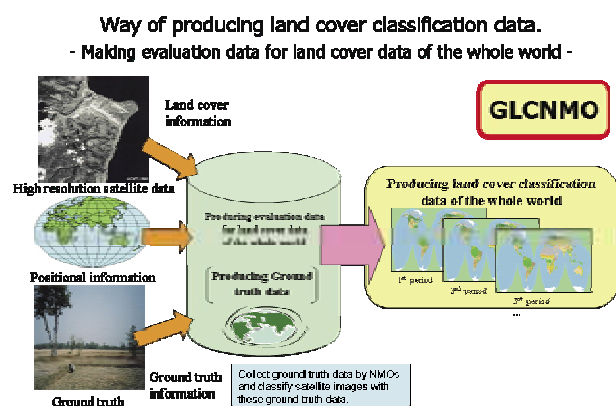 Way of producing land cover classification data.
- Making evaluation data for land cover data of the whole world -
GLCNMO
Land cover
information
High resolution satellite data
Positional information
Ground truth
information
Ground truth
Producing evaluation data
for land cover data
of the whole world
Producing Ground
truth data
Collect ground truth data by NMOs
and classify satellite images with
these ground truth data.
Producing land cover classification
data of the whole world
1st period
period
3rd period
...